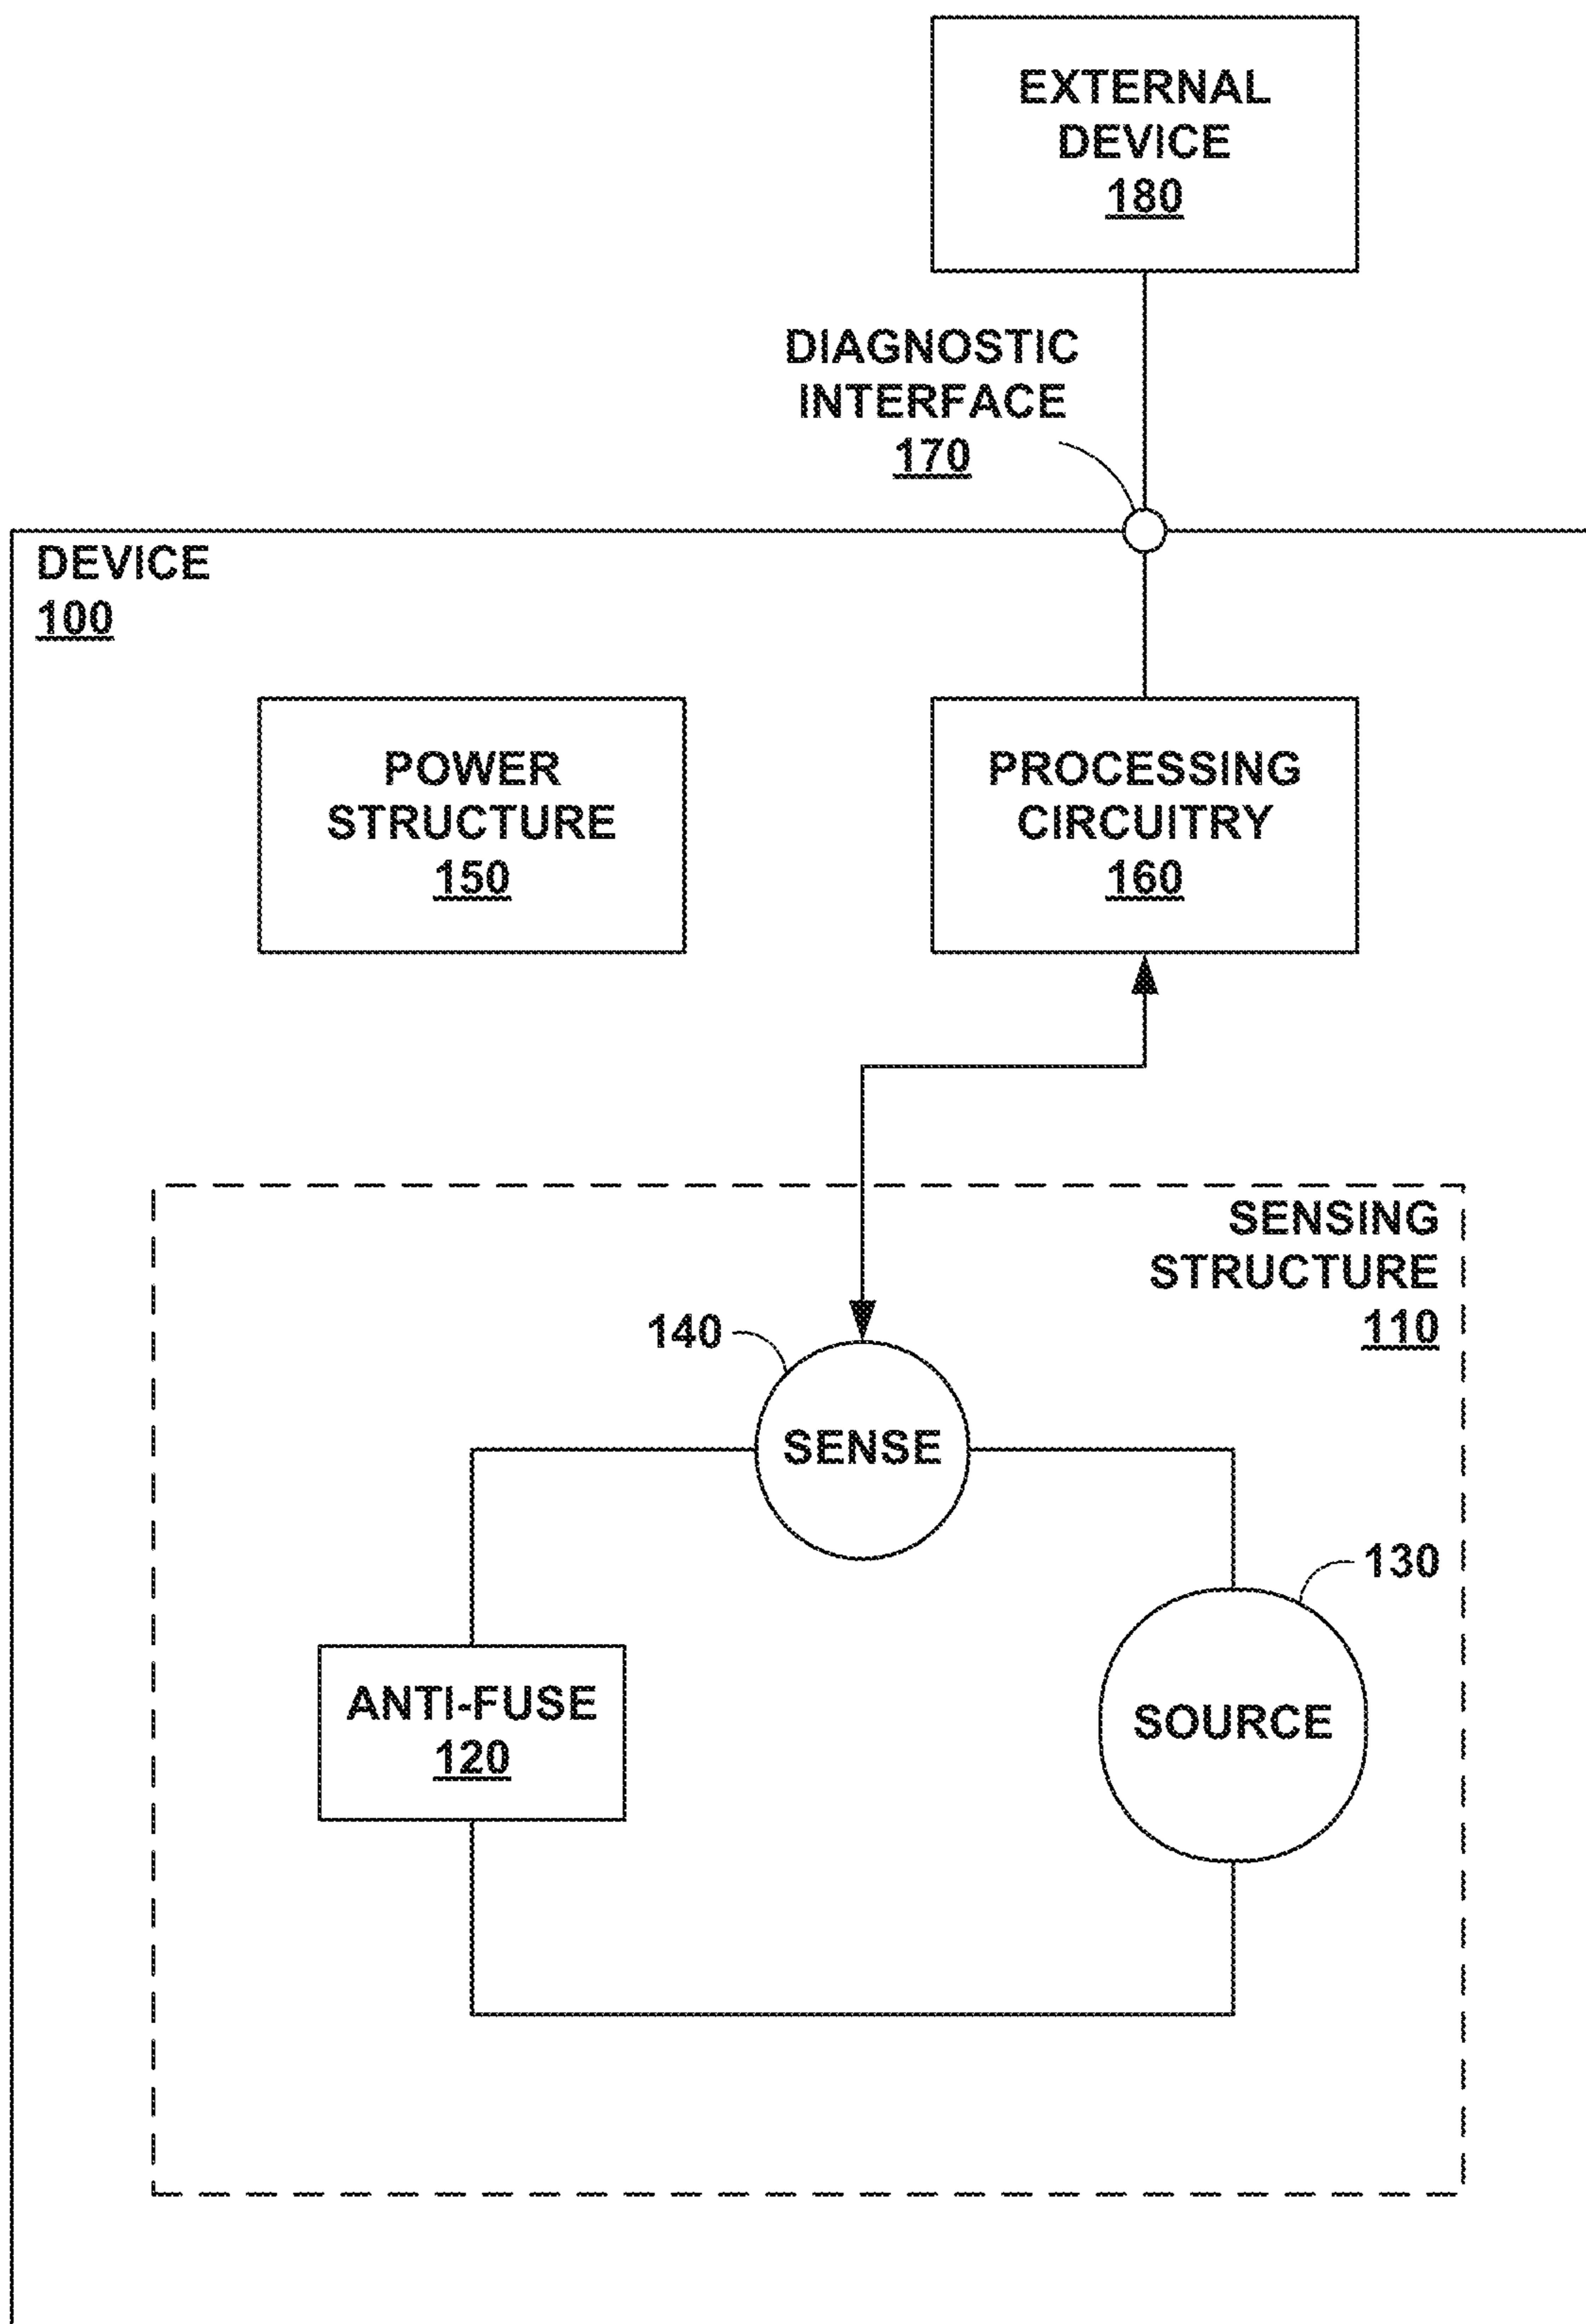 EXTERNAL
DEVICE
180
DIAGNOSTIC
INTERFACE
170
DEVICE
100
POWER
STRUCTURE
150
PROCESSING
CIRCUITRY
160
SENSING
STRUCTURE
110
140
SENSE
130
ANTI-FUSE
120
SOURCE